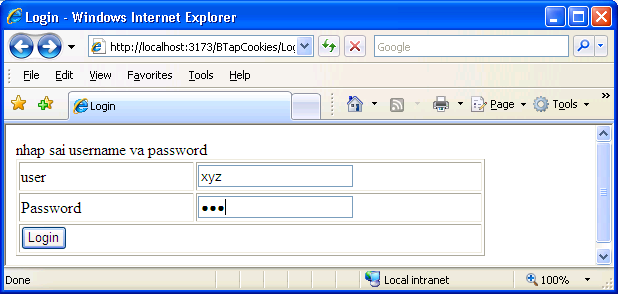 Login - Windows Internet Explorer
http://localhost:3173/BTapCookies/Log
Google
File Edit View Favorites Tools Help
Login
Page Tools »
nhap sai username va password
user xyz
Password •••
Login
Done Local intranet 100%